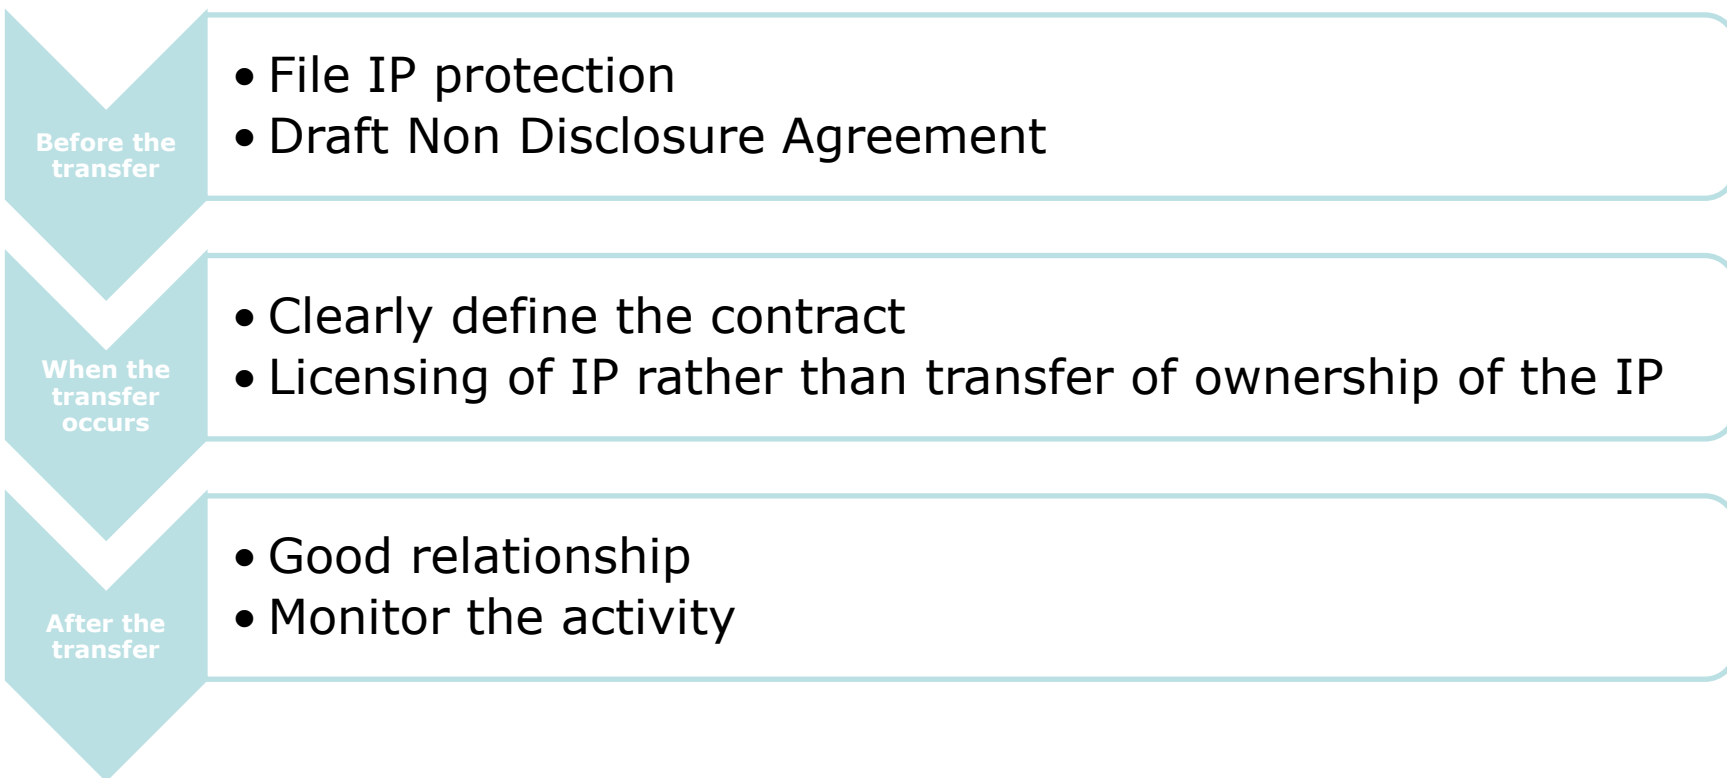 Before the
transfer
• File IP protection
• Draft Non Disclosure Agreement
When the
transfer
occurs
• Clearly define the contract
• Licensing of IP rather than transfer of ownership of the IP
After the
transfer
• Good relationship
• Monitor the activity